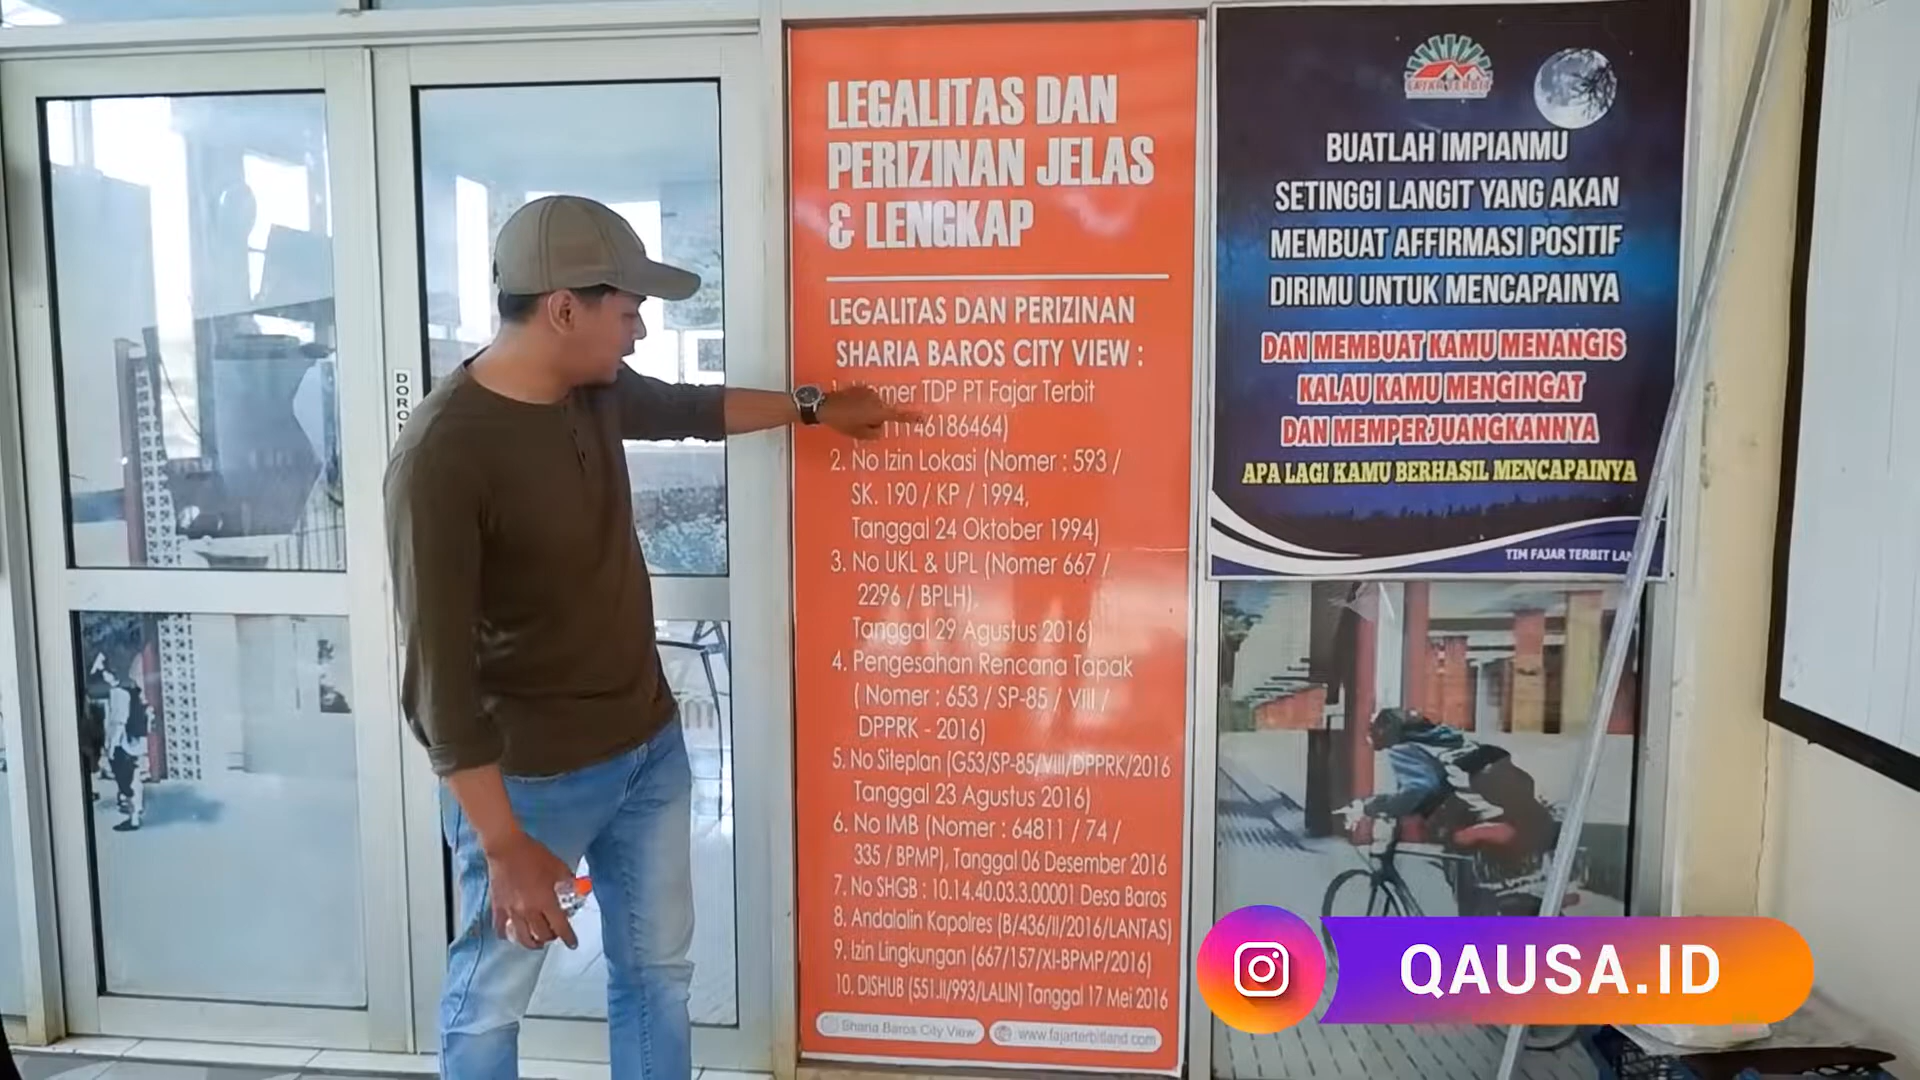 LEGALITAS DAN
PERIZINAN JELAS
& LENGKAP
LEGALITAS DAN PERIZINAN
SHARIA BAROS CITY VIEW :
TDP PT Fajar Terbit
46186464)
2. No Izin Lokasi (Nomer : 593 /
SK. 190 / KP / 1994,
Tanggal 24 Oktober 1994)
3. No UKL & UPL (Nomer 667 /
2296 / BPLH),
Tanggal 29 Agustus 2016)
4. Pengesahan Rencana Tapak
( Nomer : 653 / SP-85 / VIII /
DPPRK - 2016)
5. No Siteplan (G53/SP-85/VIII/DPPRK/2016
Tanggal 23 Agustus 2016)
6. No IMB (Nomer : 64811 / 74 /
335 / BPMP), Tanggal 06 Desember 2016
7. No SHGB : 10.14.40.03.3.00001 Desa Baros
8. Andalalin Kapolres (B/436/II/2016/LANTAS)
9. Izin Lingkungan (667/157/XI-BPMP/2016)
10. DISHUB (551.II/993/LALIN) Tanggal 17 Mei 2016
Sharia Baros City View
www.fajarterbitland.com
FAJAR TERBIT
BUATLAH IMPIANMU
SETINGGI LANGIT YANG AKAN
MEMBUAT AFFIRMASI POSITIF
DIRIMU UNTUK MENCAPAINYA
DAN MEMBUAT KAMU MENANGIS
KALAU KAMU MENGINGAT
DAN MEMPERJUANGKANNYA
APA LAGI KAMU BERHASIL MENCAPAINYA
TIM FAJAR TERBIT LAN
QAUSA.ID